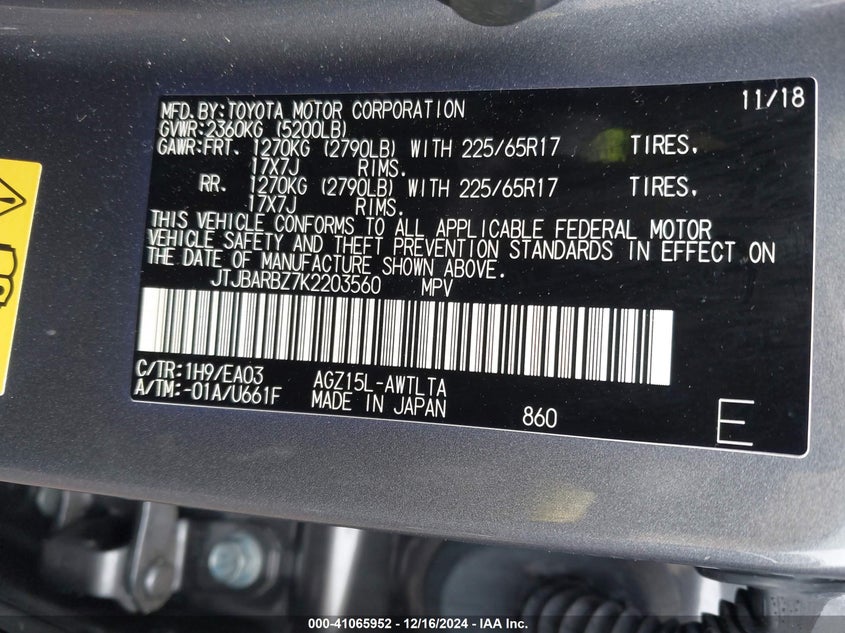 MFD.BY:TOYOTA MOTOR CORPORATION 11/18
GVWR:2360KG (5200LB)
GAWR:FRT. 1270KG (2790LB) WITH 225/65R17 TIRES,
17X7J RIMS.
RR. 1270KG (2790LB) WITH 225/65R17 TIRES,
17X7J RIMS.
THIS VEHICLE CONFORMS TO ALL APPLICABLE FEDERAL MOTOR
VEHICLE SAFETY AND THEFT PREVENTION STANDARDS IN EFFECT ON
THE DATE OF MANUFACTURE SHOWN ABOVE.
JTJBARBZ7K2203560 MPV
C/TR:1H9/EA03 AGZ15L-AWTLTA
A/TM:-01A/U661F MADE IN JAPAN 860 E
000-41065952 - 12/16/2024 - IAA Inc.